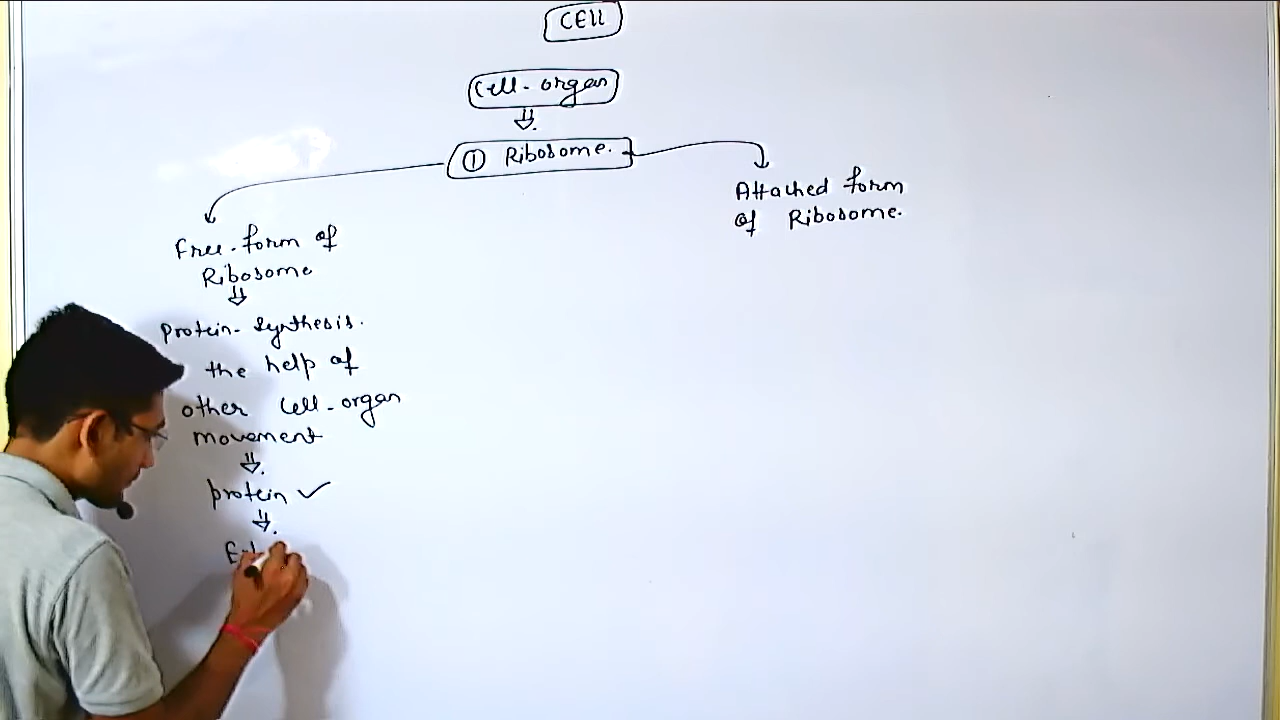 CEll
Cell-organ
① Ribosome.
Attached form
of Ribosome.
Free-form of
Ribosome
Protein-Synthesis.
the help of
other Cell-organ
movement
protein ✓